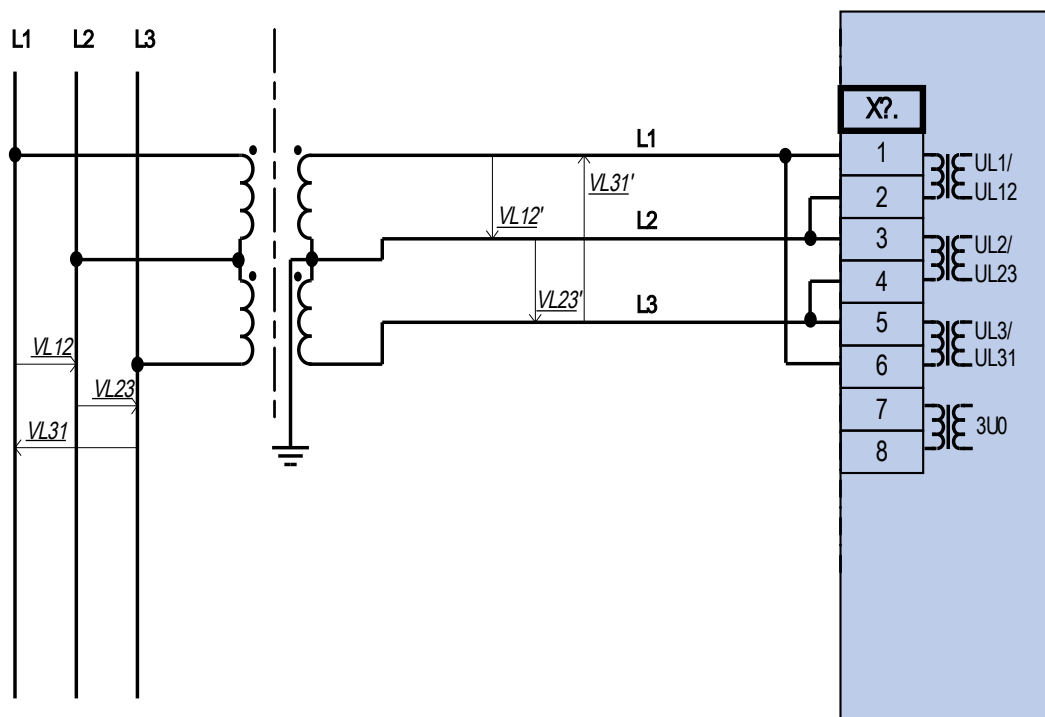 L1
L2
L3
X?.
L1
1
UL1/
UL12
VL31'
2
VL12'
L2
3
UL2/
UL23
4
VL23'
L3
5
UL3/
UL31
VL12
6
VL23
7
3U0
VL31
8